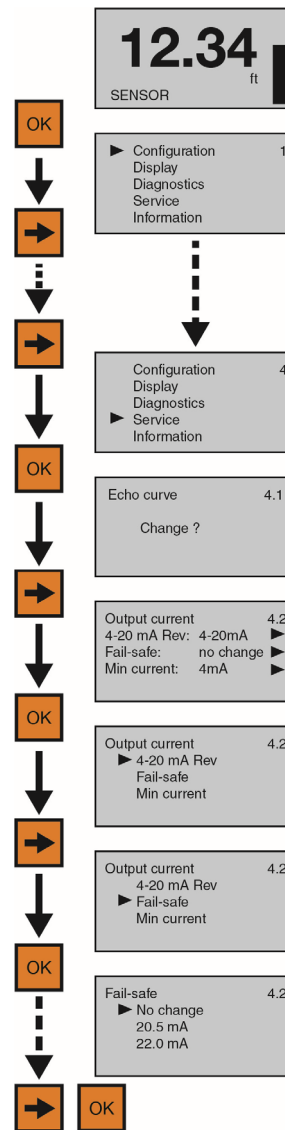 12.34
ft
SENSOR
OK
Configuration 1
Display
Diagnostics
Service
Information
Configuration 4
Display
Diagnostics
Service
Information
OK
Echo curve 4.1
Change ?
Output current 4.2
4-20 mA Rev: 4-20mA
Fail-safe: no change
Min current: 4mA
OK
Output current 4.2
4-20 mA Rev
Fail-safe
Min current
Output current 4.2
4-20 mA Rev
Fail-safe
Min current
OK
Fail-safe 4.2
No change
20.5 mA
22.0 mA
OK